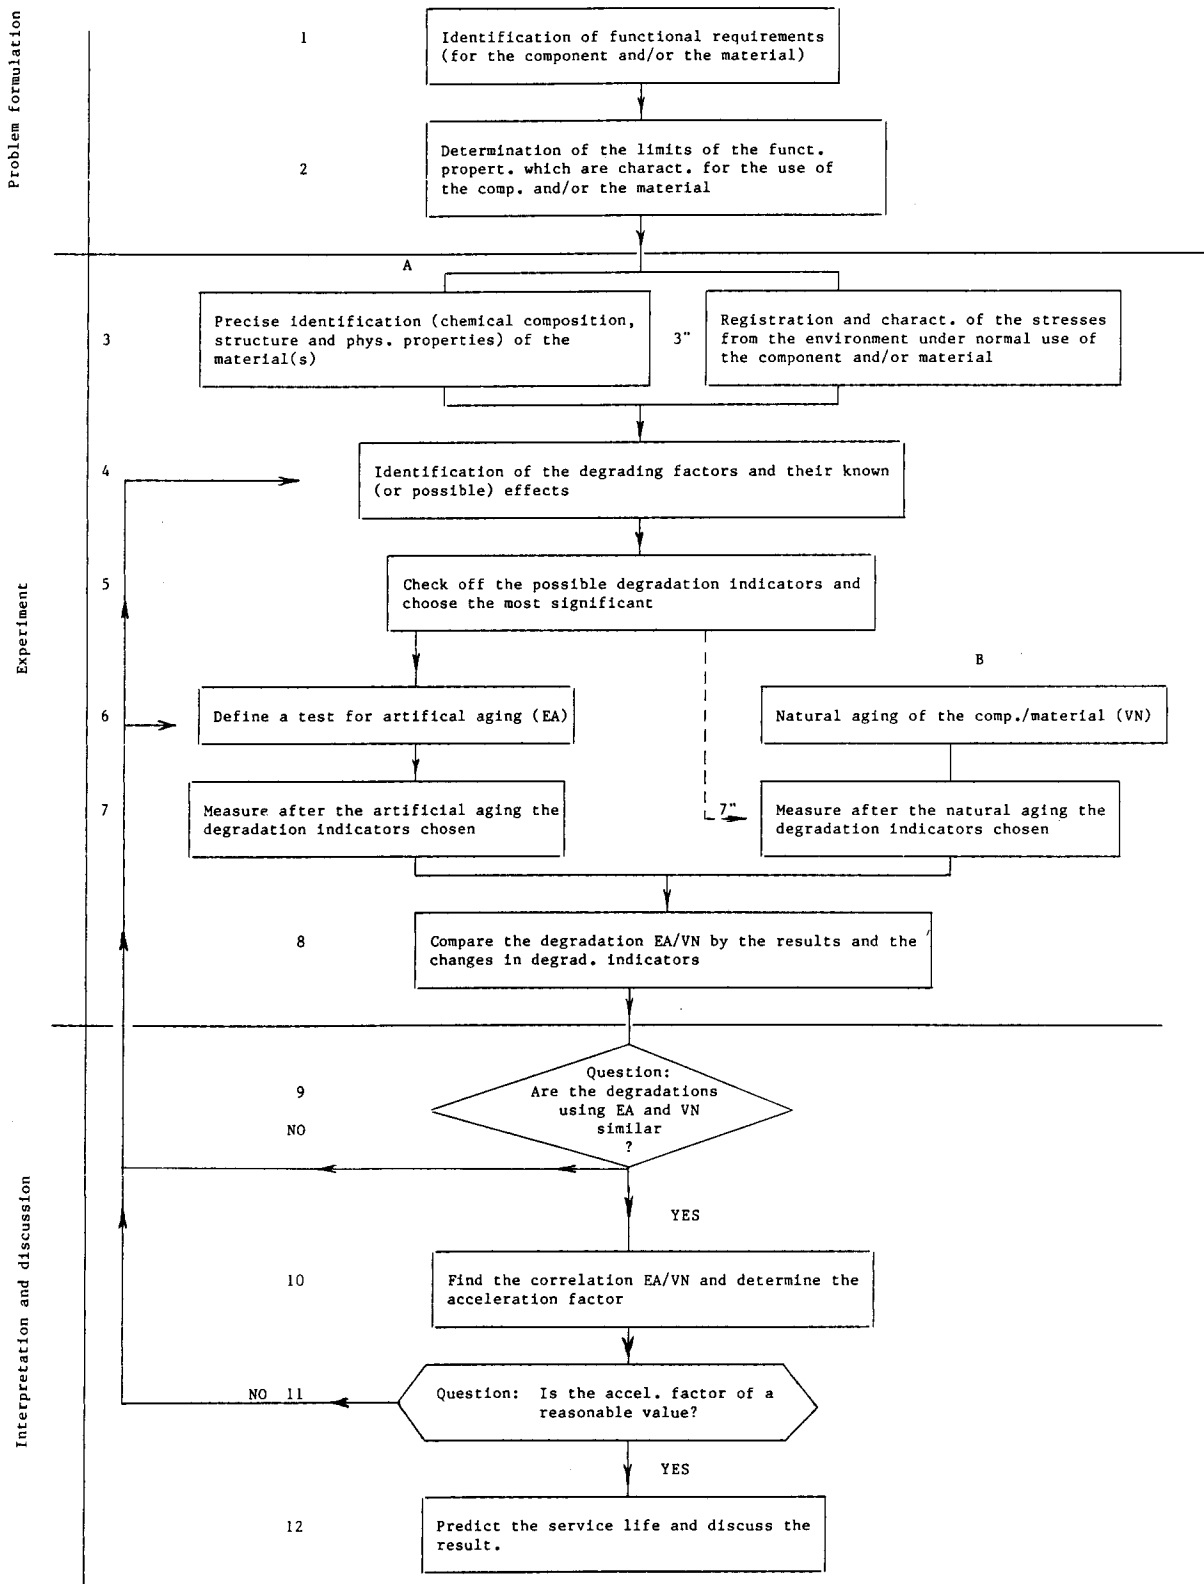 Problem formulation
1
Identification of functional requirements
(for the component and/or the material)
2
Determination of the limits of the funct.
propert. which are charact. for the use of
the comp. and/or the material
A
3
Precise identification (chemical composition,
structure and phys. properties) of the
material(s)
3"
Registration and charact. of the stresses
from the environment under normal use of
the component and/or material
Experiment
4
Identification of the degrading factors and their known
(or possible) effects
5
Check off the possible degradation indicators and
choose the most significant
B
6
Define a test for artifical aging (EA)
Natural aging of the comp./material (VN)
7
Measure after the artificial aging the
degradation indicators chosen
7"
Measure after the natural aging the
degradation indicators chosen
8
Compare the degradation EA/VN by the results and the
changes in degrad. indicators
Interpretation and discussion
9
Question:
Are the degradations
using EA and VN
similar
?
NO
YES
10
Find the correlation EA/VN and determine the
acceleration factor
NO 11
Question: Is the accel. factor of a
reasonable value?
YES
12
Predict the service life and discuss the
result.